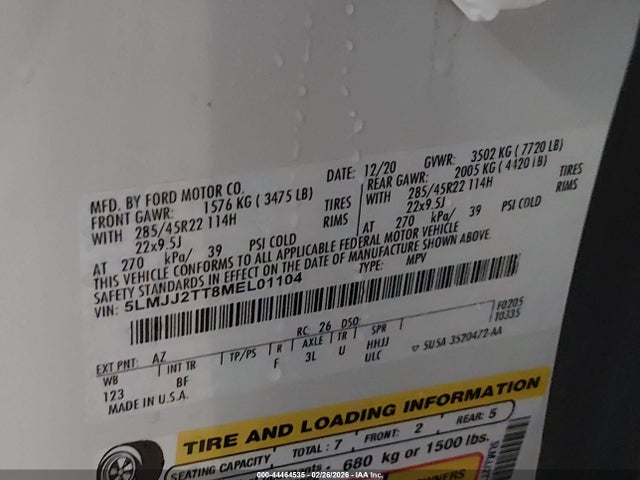 MFD. BY FORD MOTOR CO.
DATE: 12/20 GVWR: 3502 KG ( 7720 LB)
FRONT GAWR: 1576 KG ( 3475 LB)
REAR GAWR: 2005 KG ( 4420 lB)
WITH 285/45R22 114H TIRES
285/45R22 114H TIRES
22x9.5J RIMS
22x9.5J RIMS
AT 270 kPa/ 39 PSI COLD
AT 270 kPa/ 39 PSI COLD
THIS VEHICLE CONFORMS TO ALL APPLICABLE FEDERAL MOTOR VEHICLE
SAFETY STANDARDS IN EFFECT ON THE DATE OF MANUFACTURE SHOWN ABOVE.
VIN: 5LMJJ2TT8MEL01104
TYPE: MPV
F0205
10335
EXT PNT: AZ RC: 26 DSO:
WB INT TR TP/PS R AXLE TR SPR
123 BF F 3L U HHJJ
ULC 5U5A 3520472-AA
MADE IN U.S.A.
TIRE AND LOADING INFORMATION
SEATING CAPACITY TOTAL : 7 FRONT: 2 REAR: 5
680 kg or 1500 lbs.
© 44464535 - 02/26/2026 - IAA Inc.